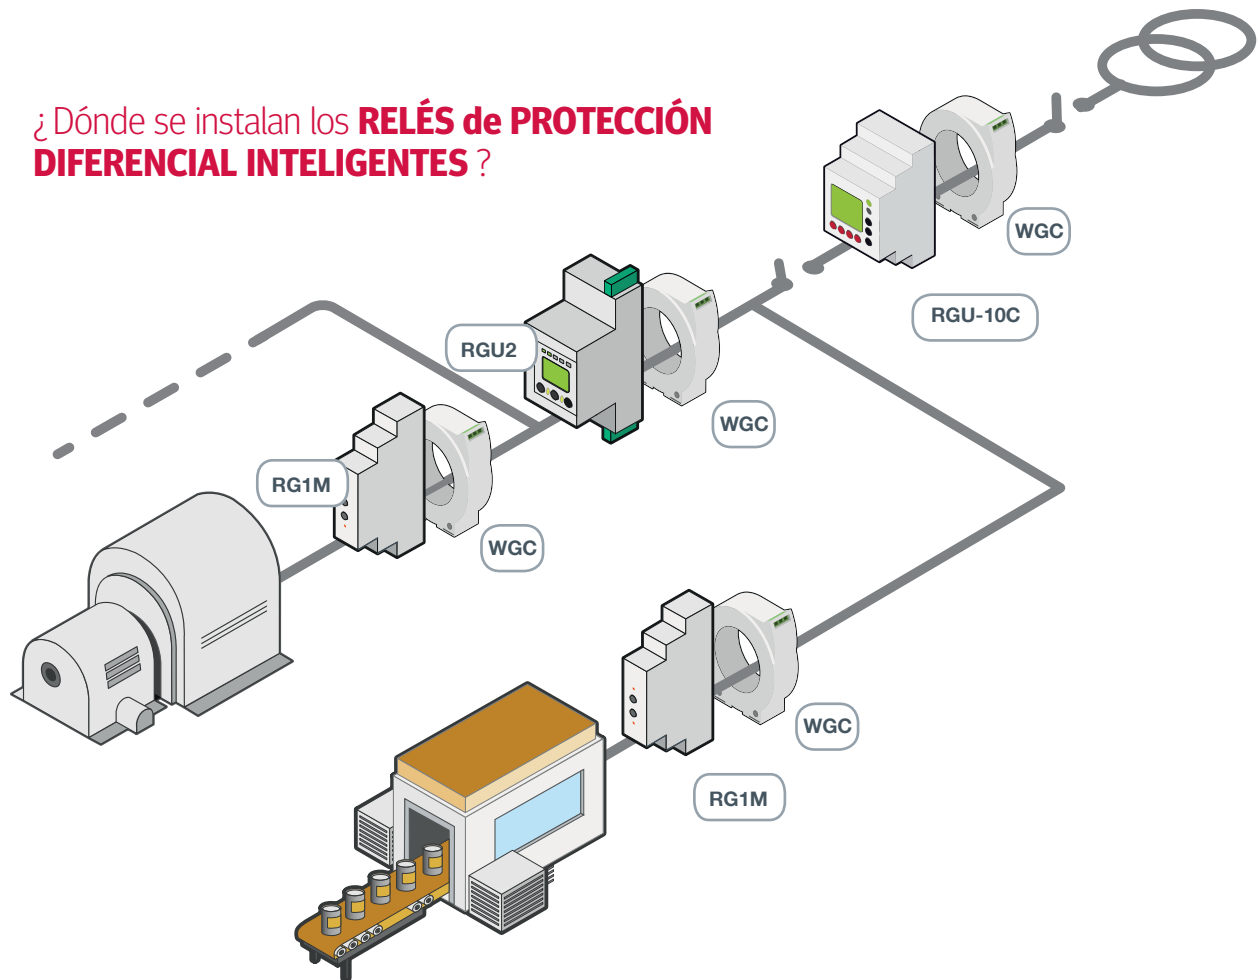 ¿ Dónde se instalan los RELÉS de PROTECCIÓN
DIFERENCIAL INTELIGENTES ?
WGC
RGU-10C
RGU2
WGC
RG1M
WGC
WGC
RG1M